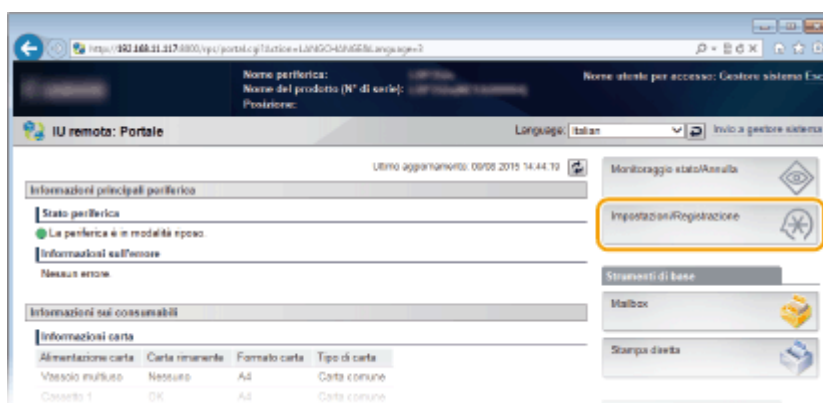 http://192.168.11.117:8000/rps/portal.cgi?Action=LANGCHANGE&Language=3
Nome periferica:
Nome del prodotto (N° di serie):
Posizione:
Nome utente per accesso: Gestore sistema Esc
IU remota: Portale
Language: Italian
Invio a gestore sistema
Ultimo aggiornamento: 09/08 2015 14:44:19
Monitoraggio stato/Annulla
Informazioni principali periferica
Stato periferica
Impostazioni/Registrazione
La periferica è in modalità riposo.
Informazioni sull'errore
Nessun errore.
Strumenti di base
Mailbox
Informazioni sui consumabili
Informazioni carta
Stampa diretta
Alimentazione carta Carta rimanente Formato carta Tipo di carta
Vassoio multiuso Nessuno A4 Carta comune
Cassetto 1 OK A4 Carta comune